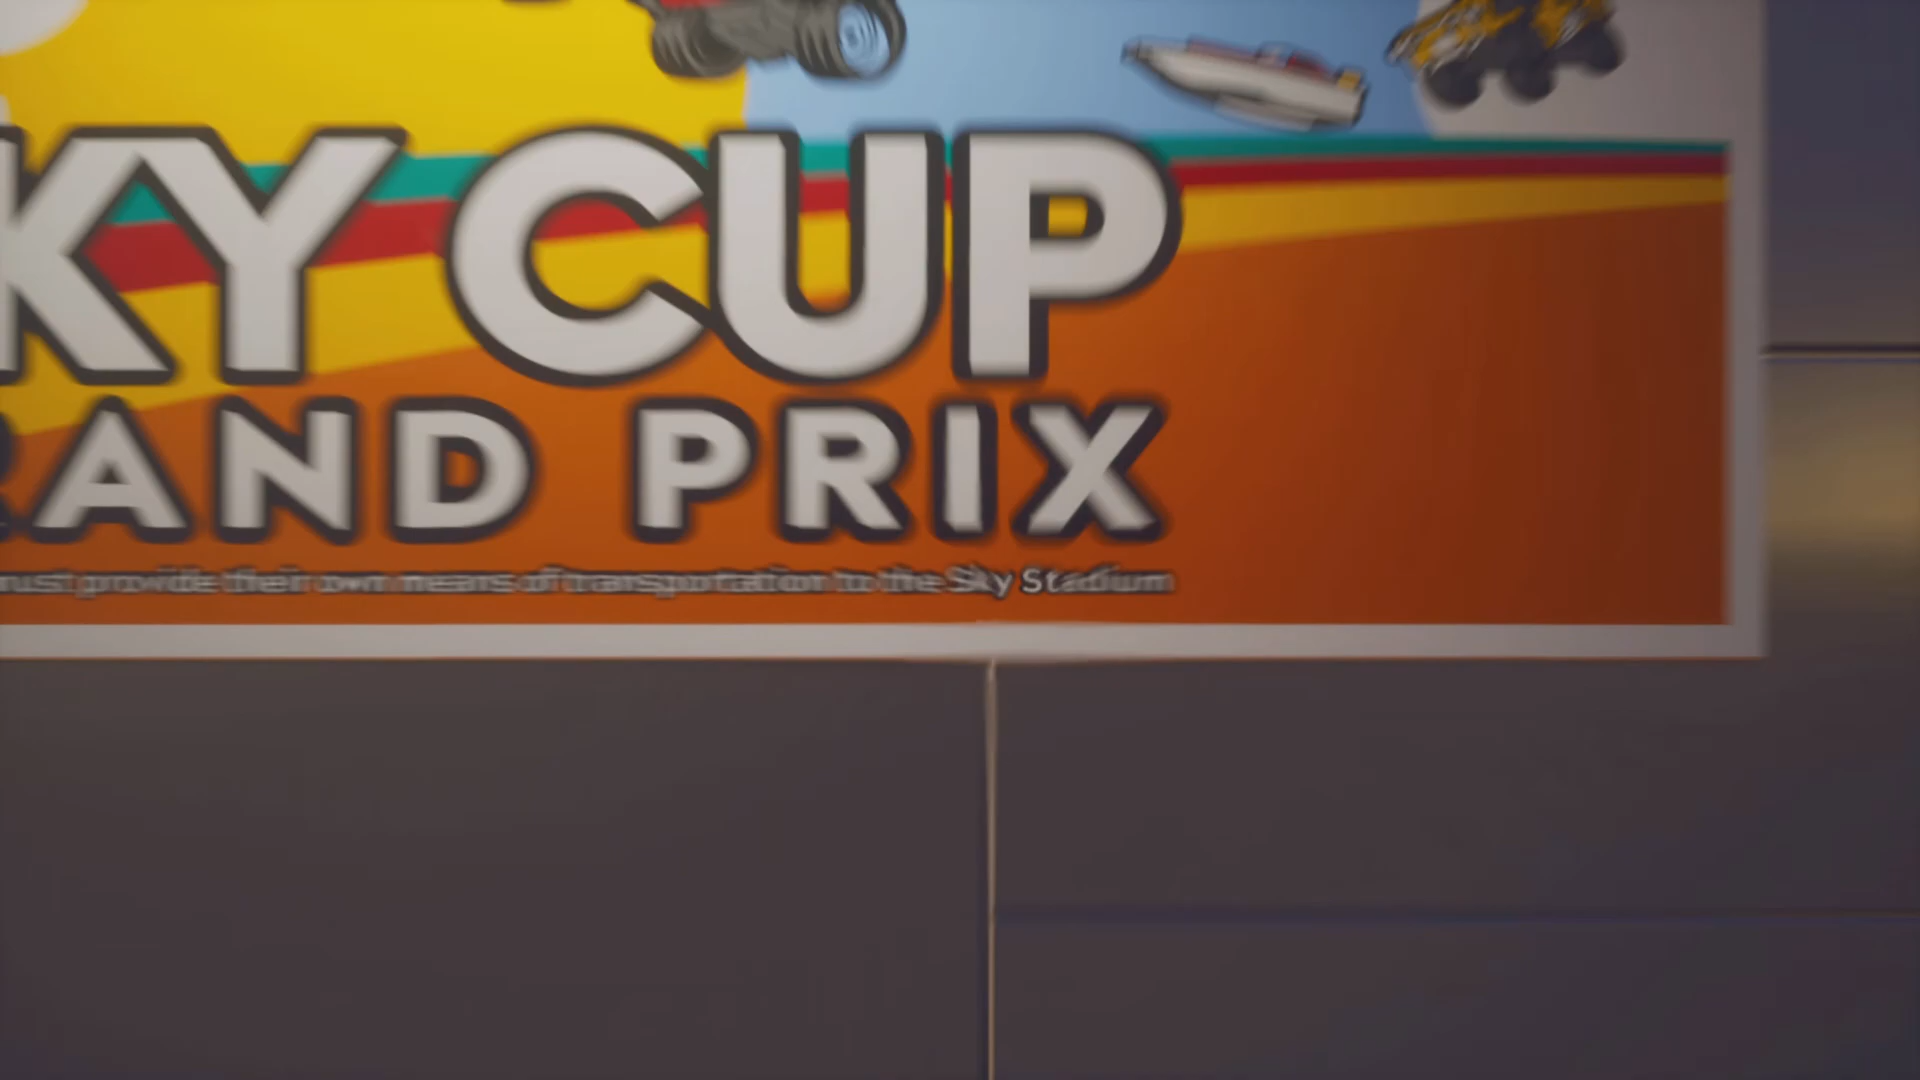 KY CUP
RAND PRIX
must provide their own means of transportation to the Sky Stadium